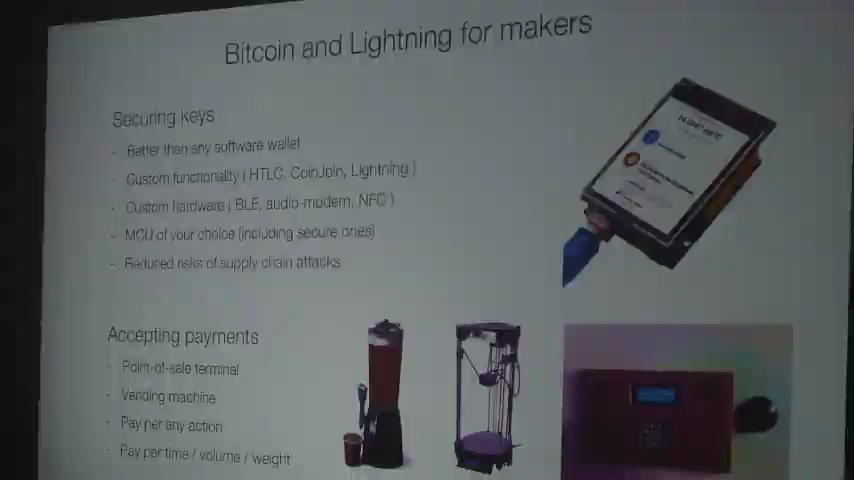 Bitcoin and Lightning for makers
Securing keys
- Better than any software wallet
- Custom functionality ( HTLC, CoinJoin, Lightning )
- Custom hardware ( BLE, audio-modem, NFC )
- MCU of your choice (including secure ones)
- Reduced risks of supply chain attacks
Accepting payments
- Point-of-sale terminal
- Vending machine
- Pay per any action
- Pay per time / volume / weight